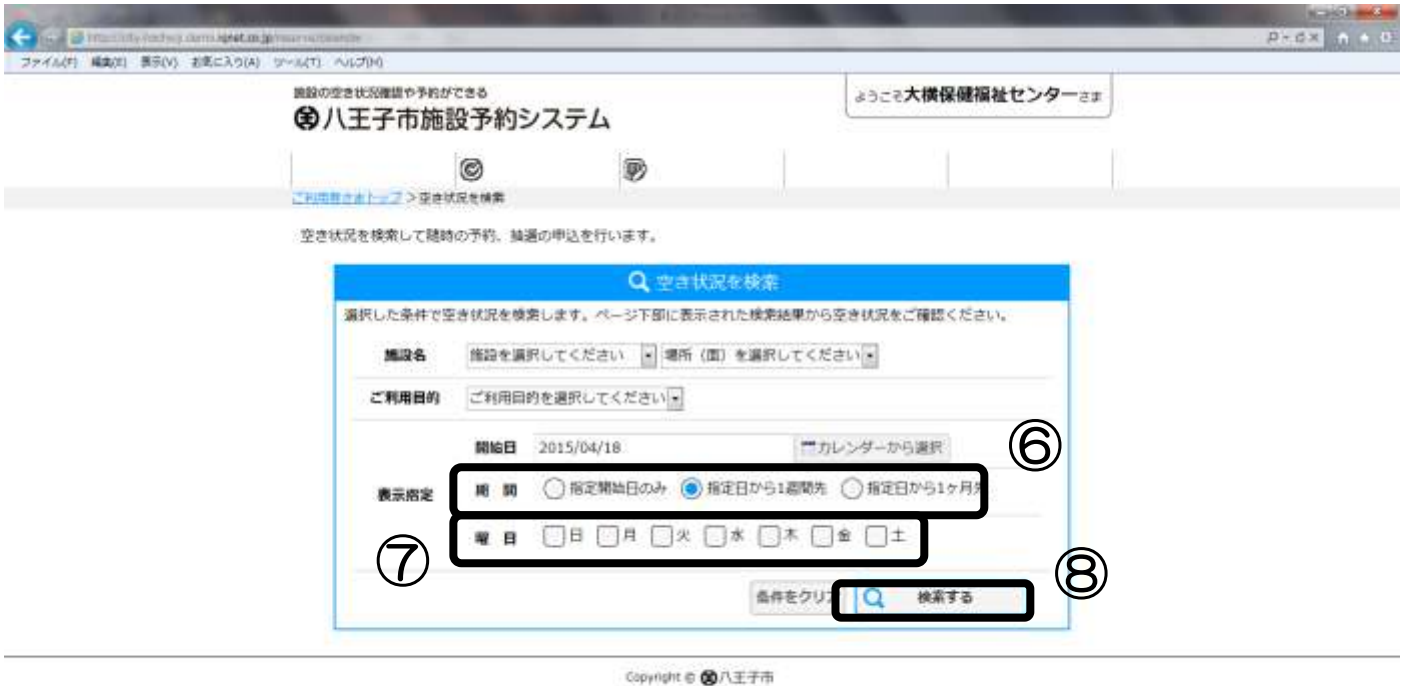 ファイル(F) 編集(E) 表示(V) お気に入り(A) ツール(T) ヘルプ(H)
施設の空き状況確認や予約ができる
八王子市施設予約システム
ようこそ大横保健福祉センターさま
ご利用者さまトップ > 空き状況を検索
空き状況を検索して随時の予約、抽選の申込を行います。
空き状況を検索
選択した条件で空き状況を検索します。ページ下部に表示された検索結果から空き状況をご確認ください。
施設名 施設を選択してください 場所（面）を選択してください
ご利用目的 ご利用目的を選択してください
開始日 2015/04/18 カレンダーから選択
⑥
表示指定
期 間 指定開始日のみ 指定日から1週間先 指定日から1ヶ月先
曜 日 日 月 火 水 木 金 土
⑦
⑧
条件をクリア 検索する
Copyright © 八王子市